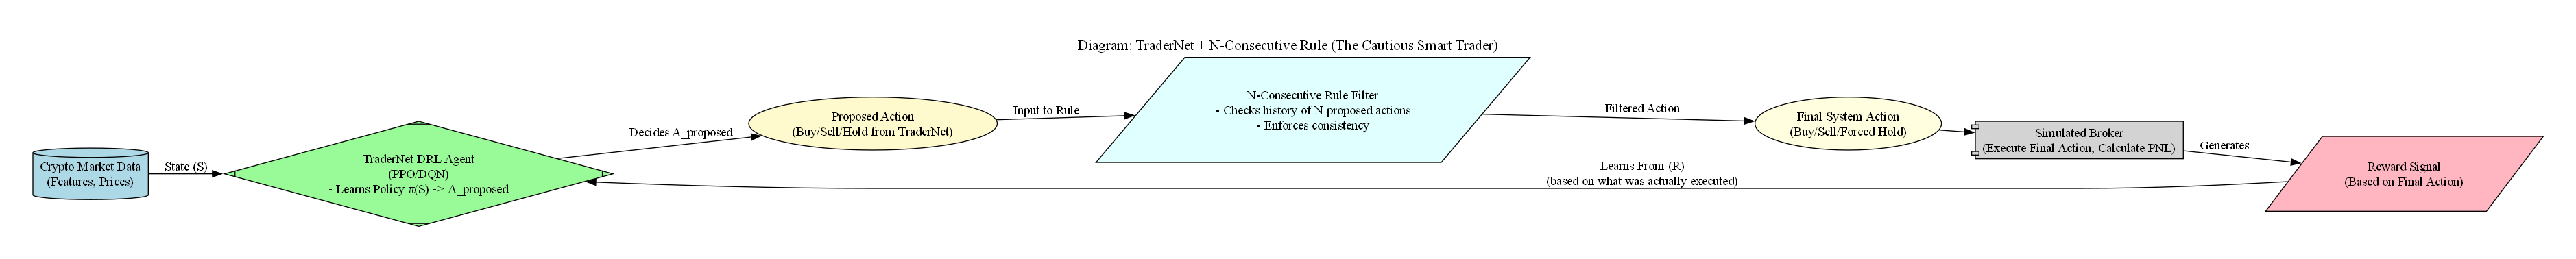 Diagram: TraderNet + N-Consecutive Rule (The Cautious Smart Trader)
Crypto Market Data
(Features, Prices)
State (S)
TraderNet DRL Agent
(PPO/DQN)
- Learns Policy π(S) -> A_proposed
Decides A_proposed
Proposed Action
(Buy/Sell/Hold from TraderNet)
Input to Rule
N-Consecutive Rule Filter
- Checks history of N proposed actions
- Enforces consistency
Filtered Action
Final System Action
(Buy/Sell/Forced Hold)
Simulated Broker
(Execute Final Action, Calculate PNL)
Generates
Reward Signal
(Based on Final Action)
Learns From (R)
(based on what was actually executed)